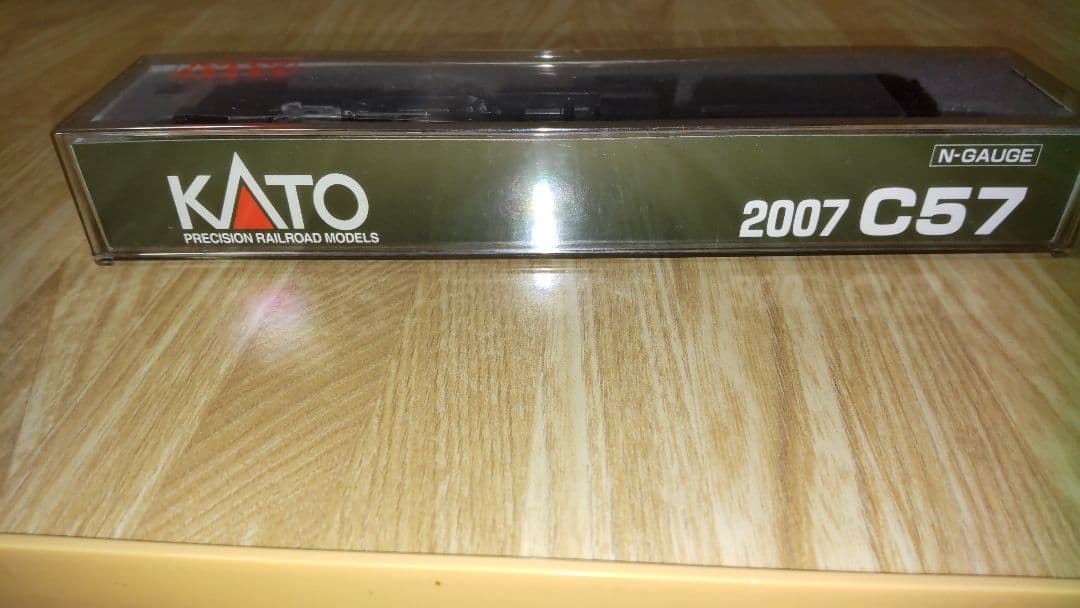 KATO
PRECISION RAILROAD MODELS
N-GAUGE
2007 C57